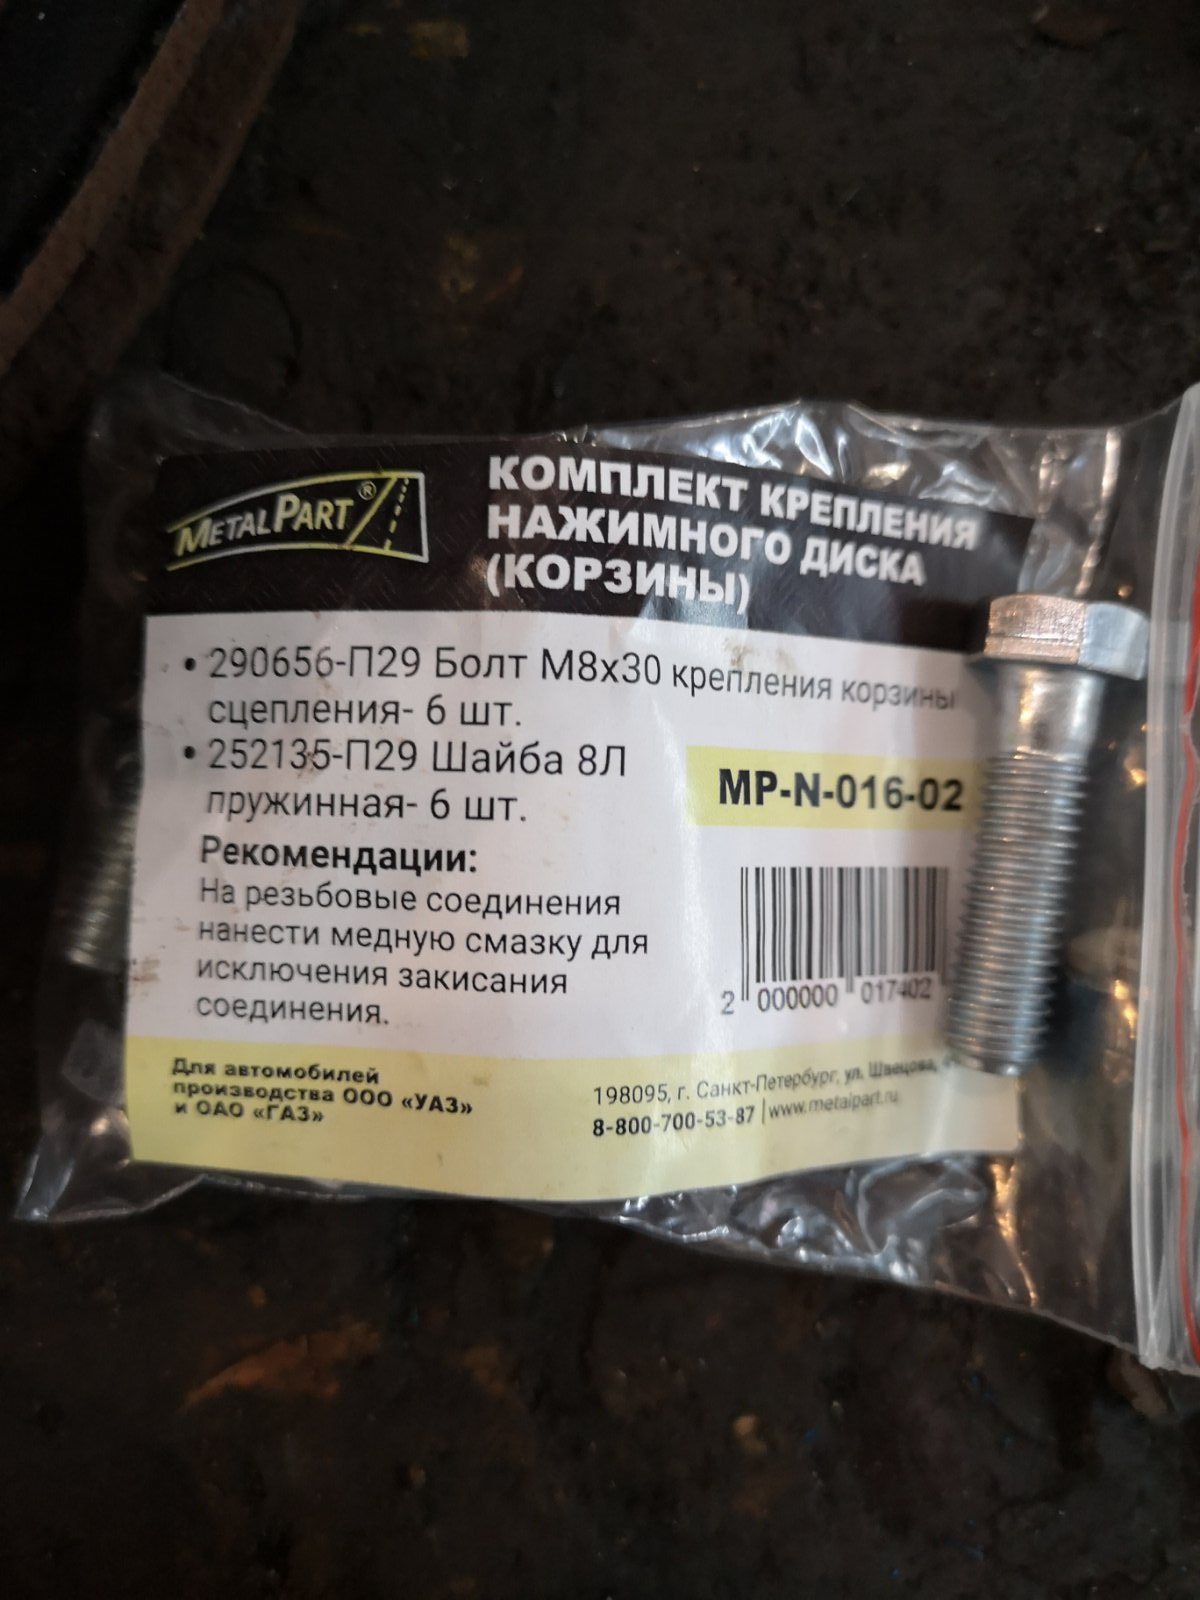 METALPART®
КОМПЛЕКТ КРЕПЛЕНИЯ
НАЖИМНОГО ДИСКА
(КОРЗИНЫ)
• 290656-П29 Болт М8х30 крепления корзины
сцепления- 6 шт.
• 252135-П29 Шайба 8Л
пружинная- 6 шт.
MP-N-016-02
Рекомендации:
На резьбовые соединения
нанести медную смазку для
исключения закисания
соединения.
2 000000 017402
Для автомобилей
производства ООО «УАЗ»
и ОАО «ГАЗ»
198095, г. Санкт-Петербург, ул. Швецова,
8-800-700-53-87 | www.metalpart.ru